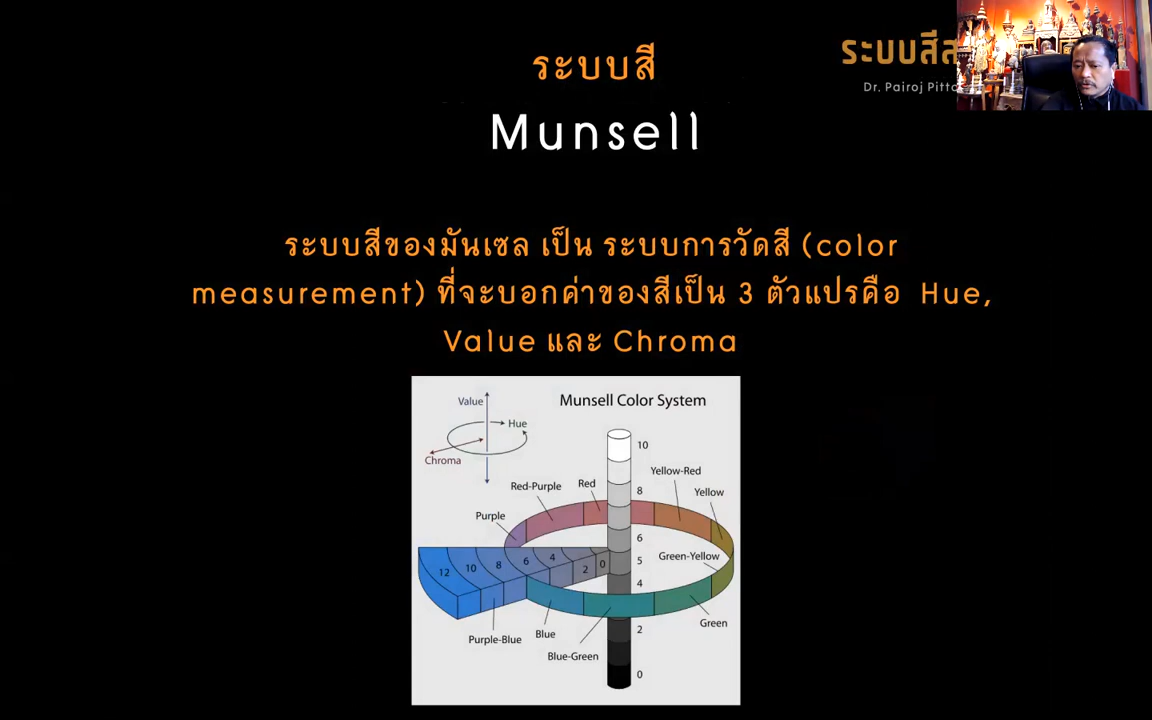 ระบบสี
ระบบสีส
Dr. Pairoj Pitto
Munsell
ระบบสีของมันเซล เป็น ระบบการวัดสี (color
measurement) ที่จะบอกค่าของสีเป็น 3 ตัวแปรคือ Hue,
Value และ Chroma
Value
Munsell Color System
Hue
Chroma
10
Yellow-Red
Red-Purple
Red
8
Yellow
Purple
6
Green-Yellow
12 10 8 6 4 2 0
5
4
Green
2
Blue
Purple-Blue
Blue-Green
0